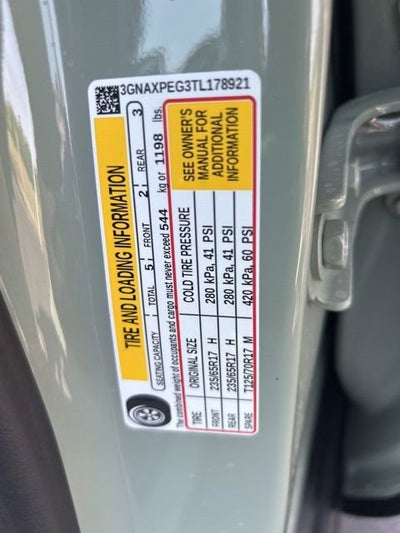 3GNAXPEG3TL178921
TIRE AND LOADING INFORMATION
SEATING CAPACITY TOTAL 5 FRONT 2 REAR 3
The combined weight of occupants and cargo must never exceed 544 kg or 1198 lbs.
TIRE ORIGINAL SIZE COLD TIRE PRESSURE
FRONT 235/65R17 H 280 kPa, 41 PSI
REAR 235/65R17 H 280 kPa, 41 PSI
SPARE T125/70R17 M 420 kPa, 60 PSI
SEE OWNER'S
MANUAL FOR
ADDITIONAL
INFORMATION